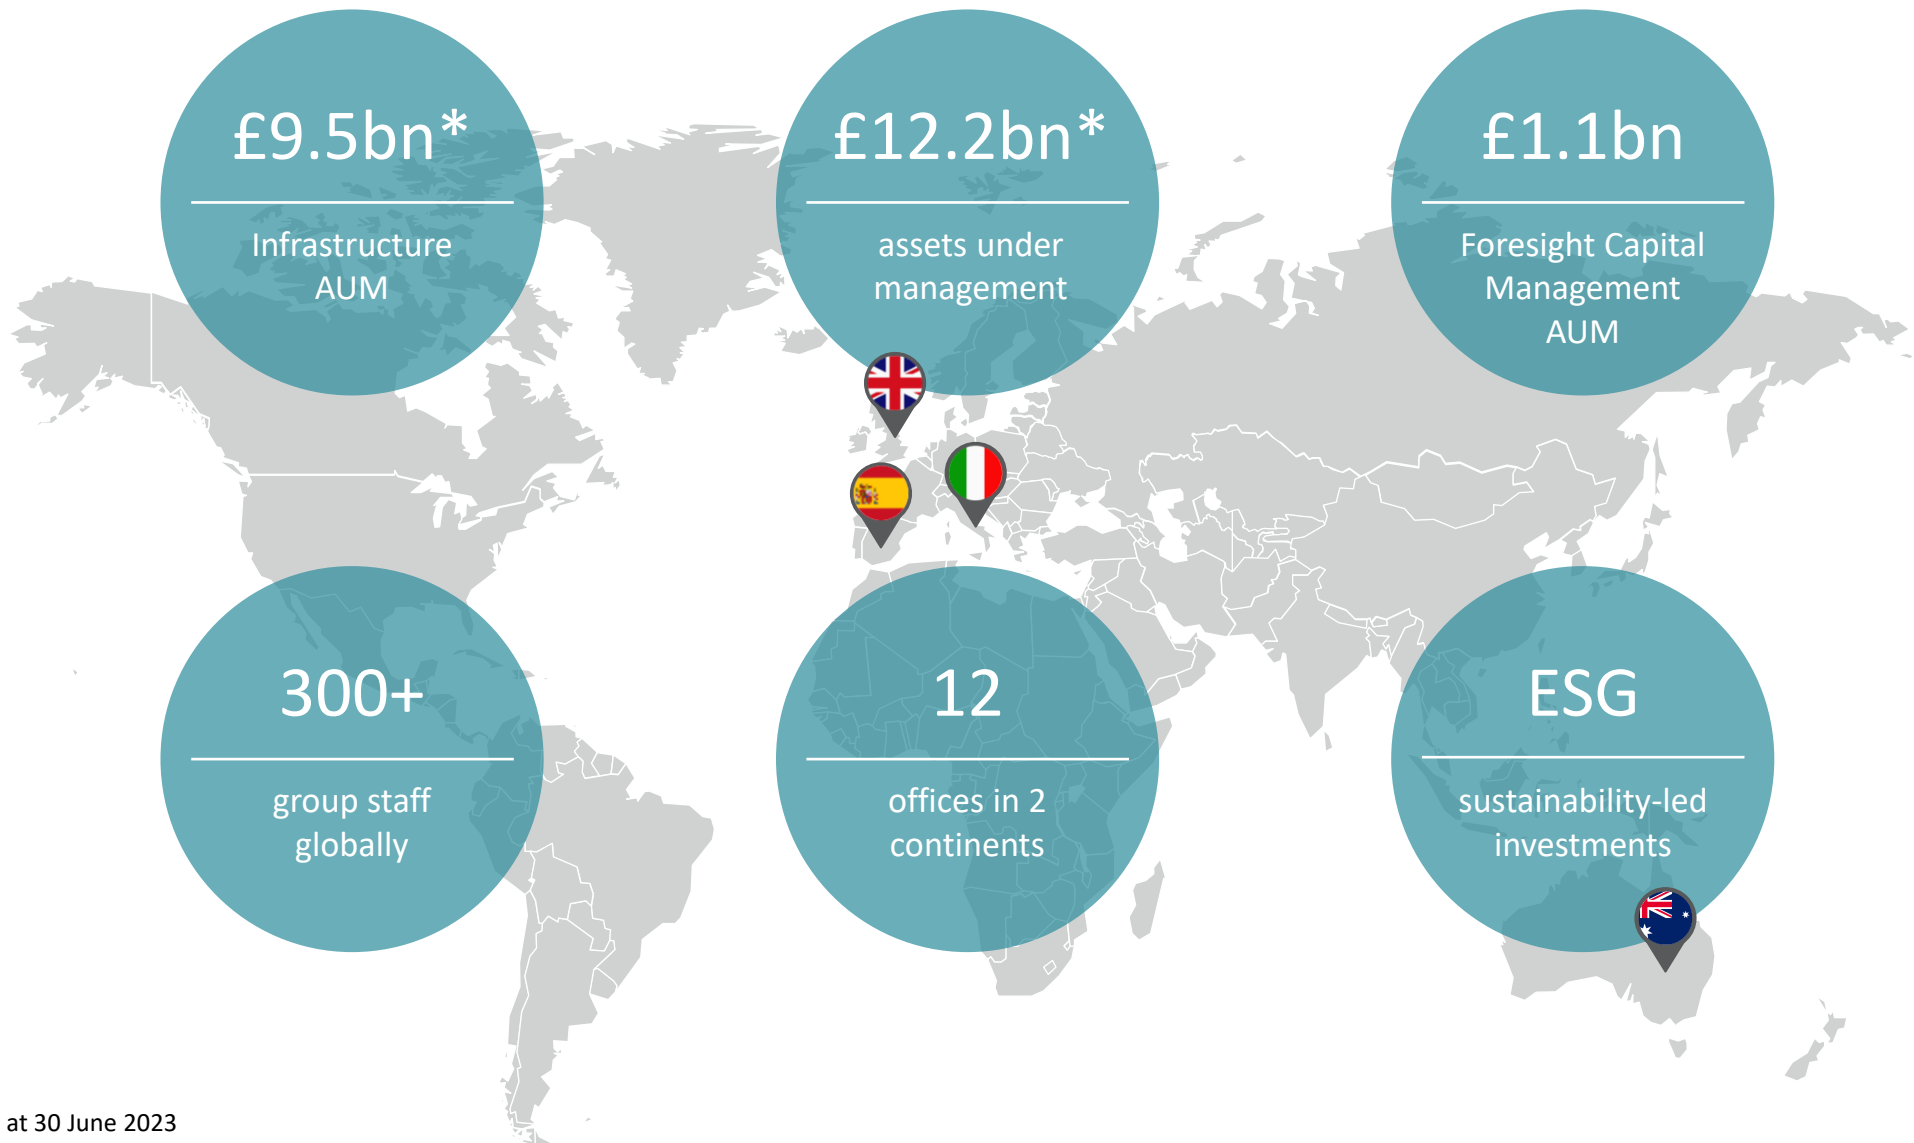 £9.5bn*
Infrastructure
AUM
£12.2bn*
assets under
management
£1.1bn
Foresight Capital
Management
AUM
300+
group staff
globally
12
offices in 2
continents
ESG
sustainability-led
investments
at 30 June 2023